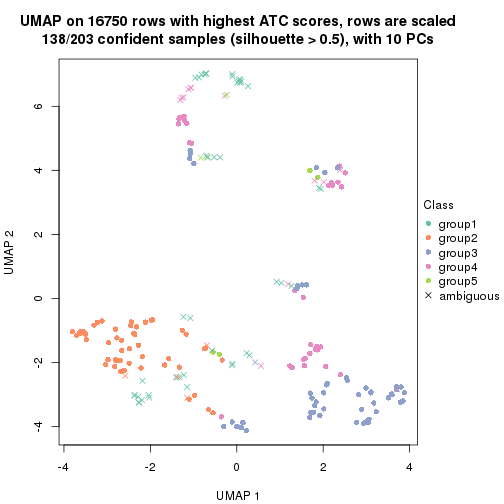 UMAP on 16750 rows with highest ATC scores, rows are scaled
138/203 confident samples (silhouette > 0.5), with 10 PCs
6
4
2
0
-2
-4
UMAP 2
-4
-2
0
2
4
UMAP 1
Class
group1
group2
group3
group4
group5
ambiguous